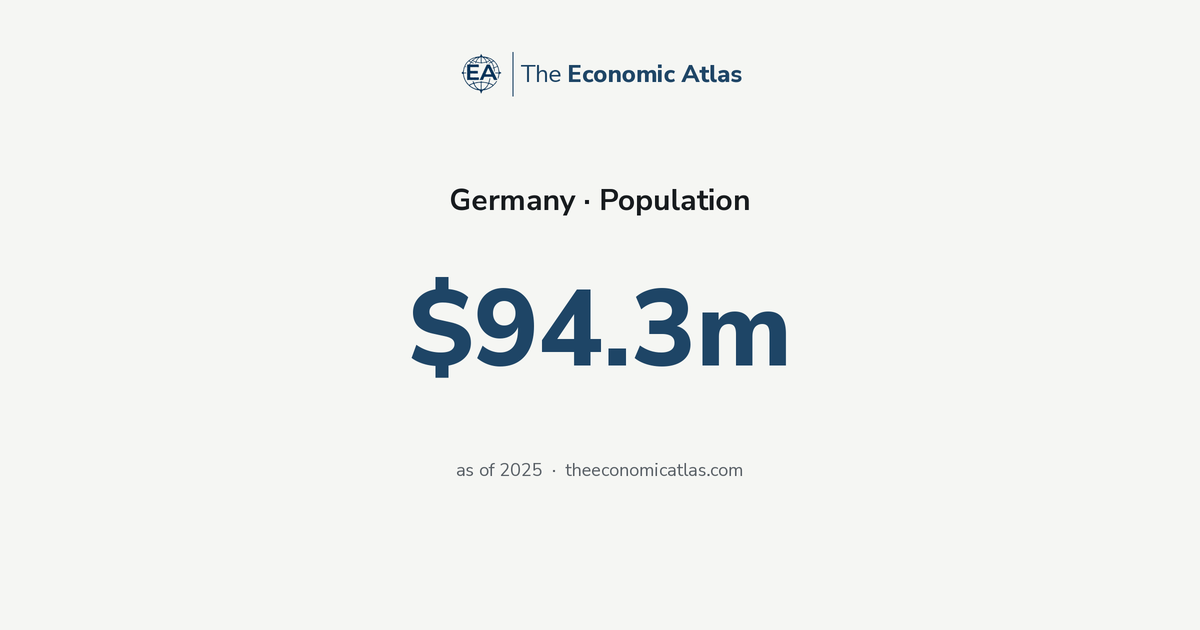 EA The Economic Atlas
Germany · Population
$94.3m
as of 2025 · theeconomicatlas.com